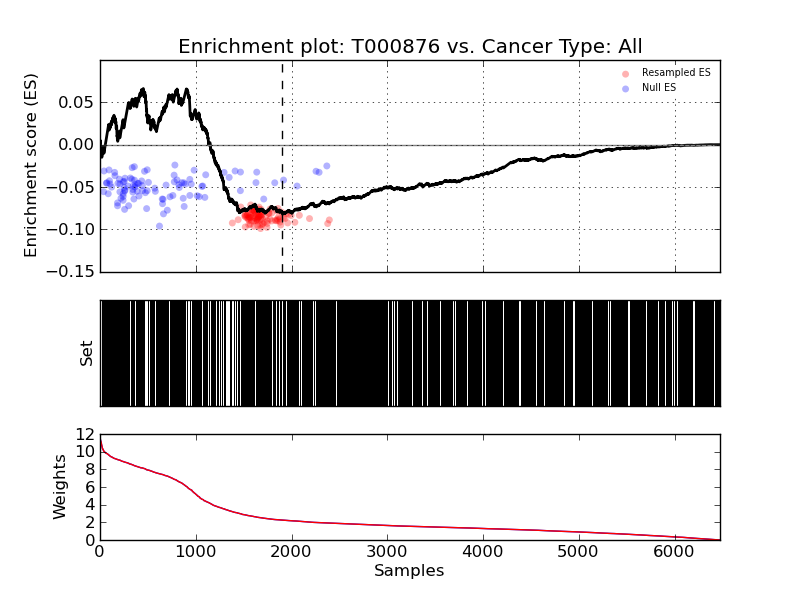 Enrichment plot: T000876 vs. Cancer Type: All
Enrichment score (ES)
0.05
0.00
−0.05
−0.10
−0.15
Resampled ES
Null ES
Set
Weights
12
10
8
6
4
2
0
0 1000 2000 3000 4000 5000 6000
Samples